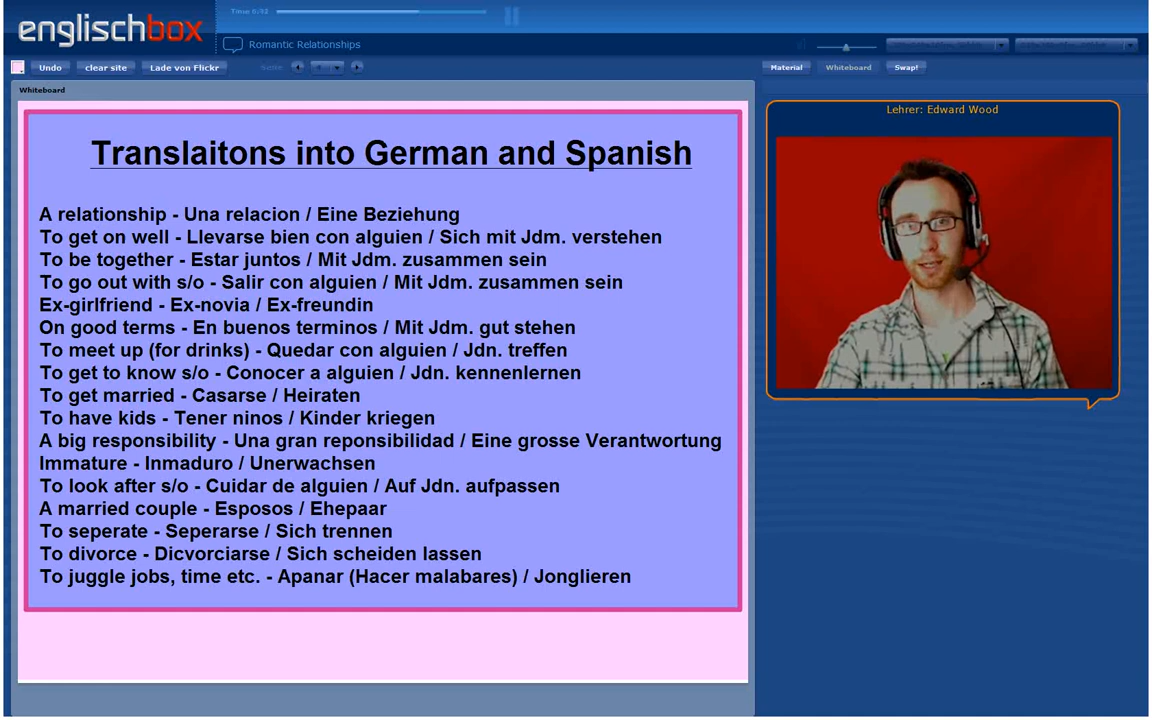 englischbox
Time 0:92
Romantic Relationships
Undo
clear site
Lade von Flickr
Material
Whiteboard
Swap!
Whiteboard
Lehrer: Edward Wood
Translaitons into German and Spanish
A relationship - Una relacion / Eine Beziehung
To get on well - Llevarse bien con alguien / Sich mit Jdm. verstehen
To be together - Estar juntos / Mit Jdm. zusammen sein
To go out with s/o - Salir con alguien / Mit Jdm. zusammen sein
Ex-girlfriend - Ex-novia / Ex-freundin
On good terms - En buenos terminos / Mit Jdm. gut stehen
To meet up (for drinks) - Quedar con alguien / Jdn. treffen
To get to know s/o - Conocer a alguien / Jdn. kennenlernen
To get married - Casarse / Heiraten
To have kids - Tener ninos / Kinder kriegen
A big responsibility - Una gran reponsibilidad / Eine grosse Verantwortung
Immature - Inmaduro / Unerwachsen
To look after s/o - Cuidar de alguien / Auf Jdn. aufpassen
A married couple - Esposos / Ehepaar
To seperate - Seperarse / Sich trennen
To divorce - Dicvorciarse / Sich scheiden lassen
To juggle jobs, time etc. - Apanar (Hacer malabares) / Jonglieren